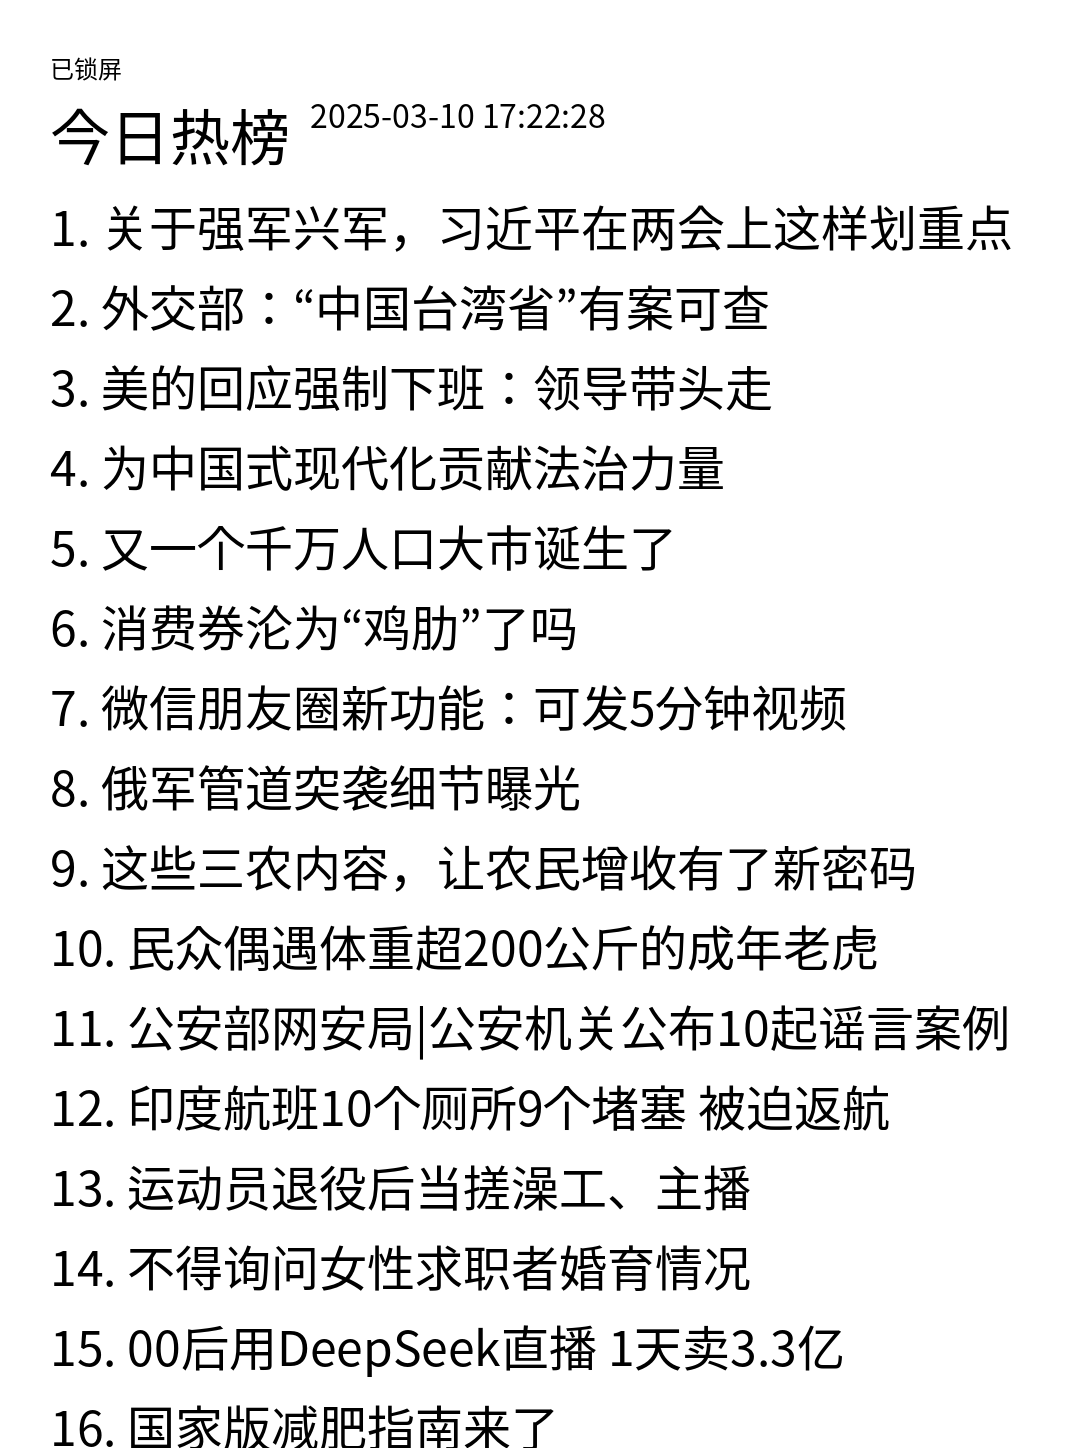 已锁屏
今日热榜 2025-03-10 17:22:28
1. 关于强军兴军，习近平在两会上这样划重点
2. 外交部：“中国台湾省”有案可查
3. 美的回应强制下班：领导带头走
4. 为中国式现代化贡献法治力量
5. 又一个千万人口大市诞生了
6. 消费券沦为“鸡肋”了吗
7. 微信朋友圈新功能：可发5分钟视频
8. 俄军管道突袭细节曝光
9. 这些三农内容，让农民增收有了新密码
10. 民众偶遇体重超200公斤的成年老虎
11. 公安部网安局|公安机关公布10起谣言案例
12. 印度航班10个厕所9个堵塞 被迫返航
13. 运动员退役后当搓澡工、主播
14. 不得询问女性求职者婚育情况
15. 00后用DeepSeek直播 1天卖3.3亿
16. 国家版减肥指南来了